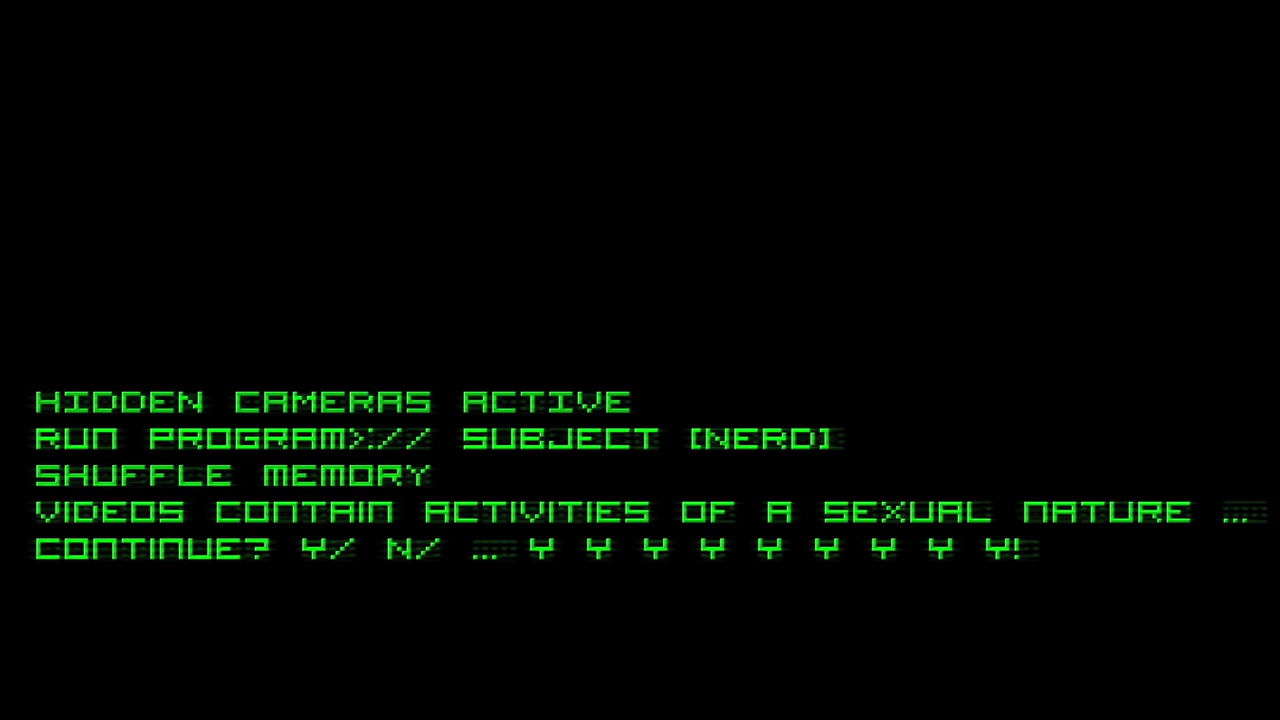 HIDDEN CAMERAS ACTIVE
RUN PROGRAM>:// SUBJECT [NERD]
SHUFFLE MEMORY
VIDEOS CONTAIN ACTIVITIES OF A SEXUAL NATURE ...
CONTINUE? Y/ N/ ... Y Y Y Y Y Y Y Y Y!